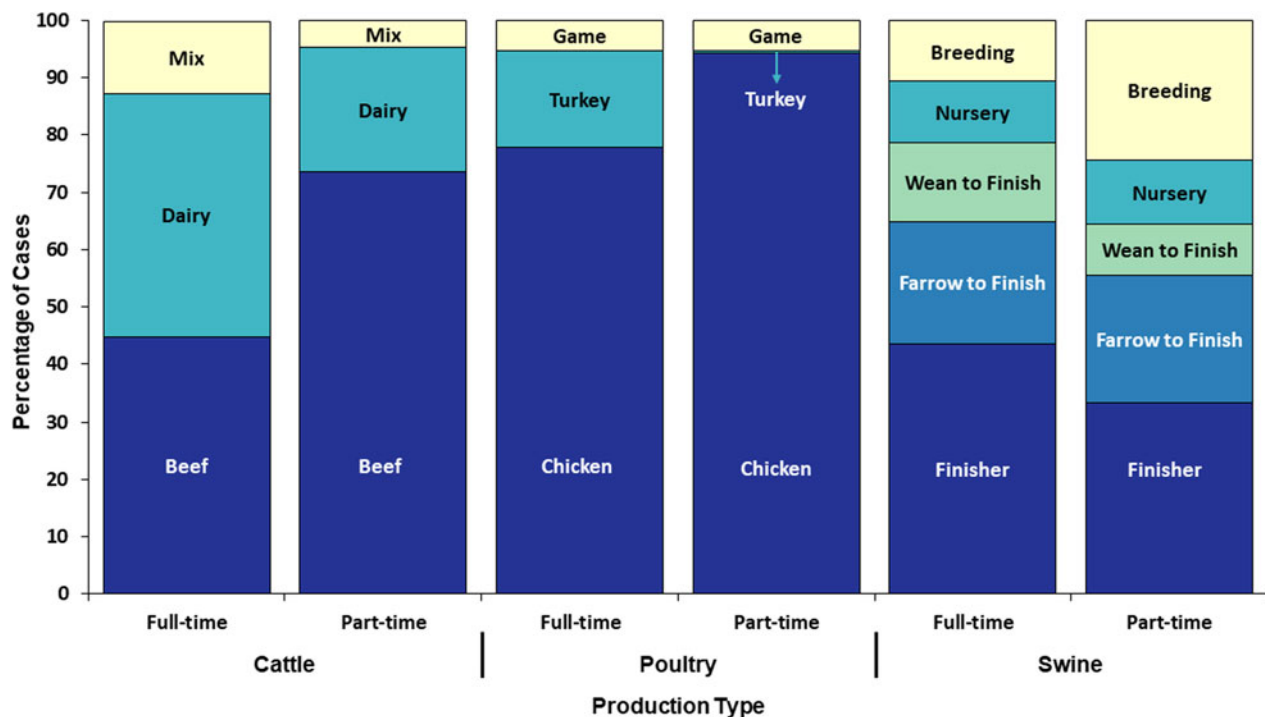 Percentage of Cases
100
90
80
70
60
50
40
30
20
10
0
Mix
Dairy
Beef
Mix
Dairy
Beef
Game
Turkey
Chicken
Game
Turkey
Chicken
Breeding
Nursery
Wean to Finish
Farrow to Finish
Finisher
Breeding
Nursery
Wean to Finish
Farrow to Finish
Finisher
Full-time Part-time Full-time Part-time Full-time Part-time
Cattle Poultry Swine
Production Type